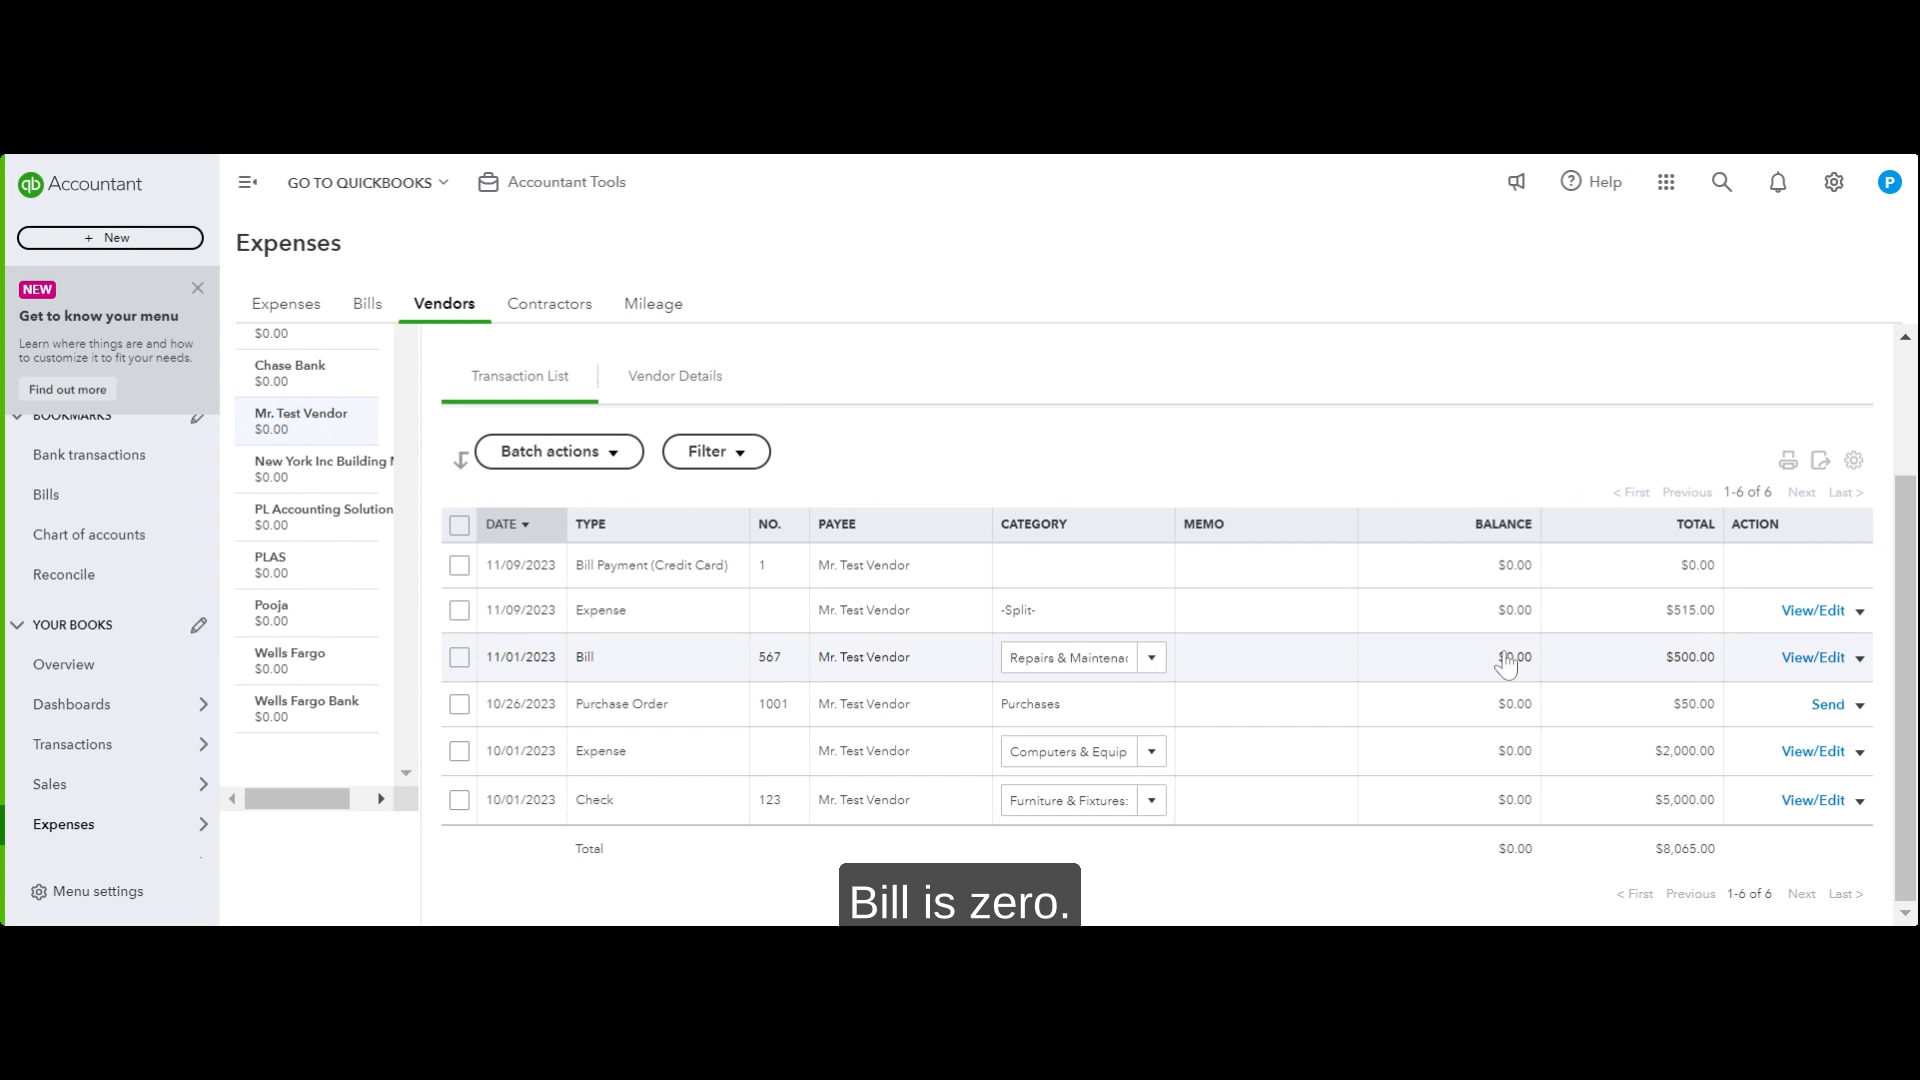 qb Accountant
GO TO QUICKBOOKS
Accountant Tools
Help
P
+ New
Expenses
NEW
Get to know your menu
Learn where things are and how
to customize it to fit your needs.
Find out more
BOOKMARKS
Bank transactions
Bills
Chart of accounts
Reconcile
YOUR BOOKS
Overview
Dashboards
Transactions
Sales
Expenses
Menu settings
Expenses Bills Vendors Contractors Mileage
$0.00
Chase Bank
$0.00
Mr. Test Vendor
$0.00
New York Inc Building
$0.00
PL Accounting Solution
$0.00
PLAS
$0.00
Pooja
$0.00
Wells Fargo
$0.00
Wells Fargo Bank
$0.00
Transaction List Vendor Details
Batch actions Filter
< First Previous 1-6 of 6 Next Last >
DATE TYPE NO. PAYEE CATEGORY MEMO BALANCE TOTAL ACTION
11/09/2023 Bill Payment (Credit Card) 1 Mr. Test Vendor $0.00 $0.00
11/09/2023 Expense Mr. Test Vendor -Split- $0.00 $515.00 View/Edit
11/01/2023 Bill 567 Mr. Test Vendor Repairs & Maintenac $0.00 $500.00 View/Edit
10/26/2023 Purchase Order 1001 Mr. Test Vendor Purchases $0.00 $50.00 Send
10/01/2023 Expense Mr. Test Vendor Computers & Equip $0.00 $2,000.00 View/Edit
10/01/2023 Check 123 Mr. Test Vendor Furniture & Fixtures: $0.00 $5,000.00 View/Edit
Total $0.00 $8,065.00
< First Previous 1-6 of 6 Next Last >
Bill is zero.